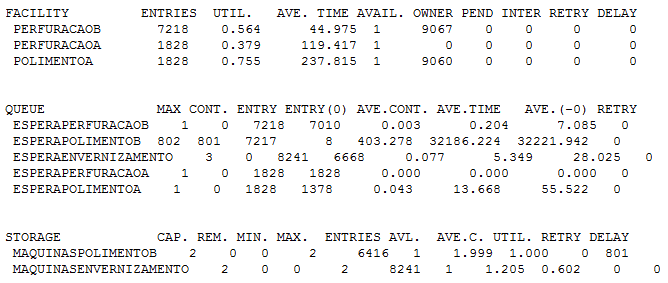 FACILITY ENTRIES UTIL. AVE. TIME AVAIL. OWNER PEND INTER RETRY DELAY
PERFURACAOB 7218 0.564 44.975 1 9067 0 0 0 0
PERFURACAOA 1828 0.379 119.417 1 0 0 0 0 0
POLIMENTOA 1828 0.755 237.815 1 9060 0 0 0 0
QUEUE MAX CONT. ENTRY ENTRY(0) AVE.CONT. AVE.TIME AVE.(-0) RETRY
ESPERAPERFURACAOB 1 0 7218 7010 0.003 0.204 7.085 0
ESPERAPOLIMENTOB 802 801 7217 8 403.278 32186.224 32221.942 0
ESPERAENVERNIZAMENTO 3 0 8241 6668 0.077 5.349 28.025 0
ESPERAPERFURACAOA 1 0 1828 1828 0.000 0.000 0.000 0
ESPERAPOLIMENTOA 1 0 1828 1378 0.043 13.668 55.522 0
STORAGE CAP. REM. MIN. MAX. ENTRIES AVL. AVE.C. UTIL. RETRY DELAY
MAQUINASPOLIMENTOB 2 0 0 2 6416 1 1.999 1.000 0 801
MAQUINASENVERNIZAMENTO 2 0 0 2 8241 1 1.205 0.602 0 0